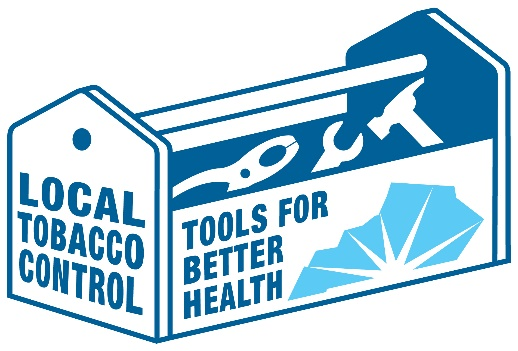 LOCAL
TOBACCO
CONTROL
TOOLS FOR
BETTER
HEALTH